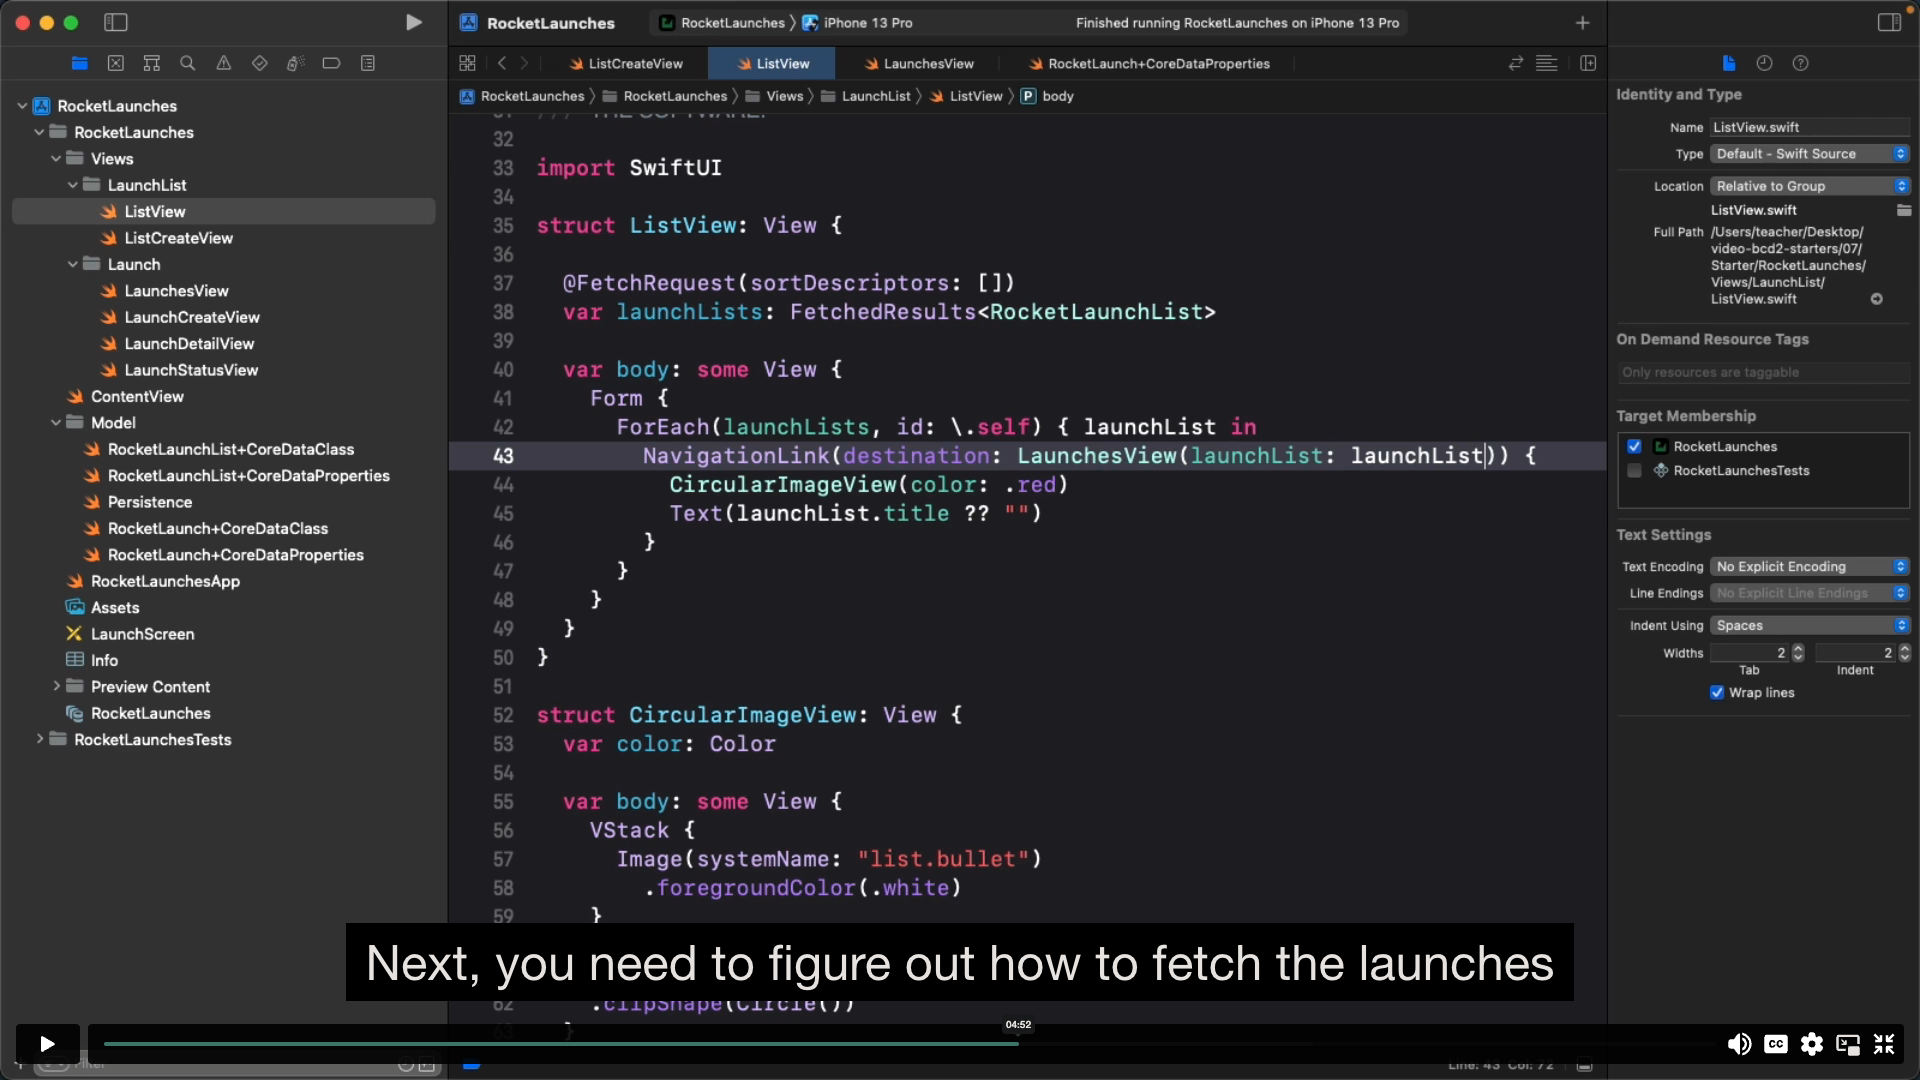 RocketLaunches
RocketLaunches
iPhone 13 Pro
Finished running RocketLaunches on iPhone 13 Pro
ListCreateView
ListView
LaunchesView
RocketLaunch+CoreDataProperties
RocketLaunches
RocketLaunches
Views
LaunchList
ListView
P
body
RocketLaunches
RocketLaunches
Views
LaunchList
ListView
ListCreateView
Launch
LaunchesView
LaunchCreateView
LaunchDetailView
LaunchStatusView
ContentView
Model
RocketLaunchList+CoreDataClass
RocketLaunchList+CoreDataProperties
Persistence
RocketLaunch+CoreDataClass
RocketLaunch+CoreDataProperties
RocketLaunchesApp
Assets
LaunchScreen
Info
Preview Content
RocketLaunches
RocketLaunchesTests
Filter
31 /// THE SOFTWARE.
32
33 import SwiftUI
34
35 struct ListView: View {
36
37 @FetchRequest(sortDescriptors: [])
38 var launchLists: FetchedResults<RocketLaunchList>
39
40 var body: some View {
41 Form {
42 ForEach(launchLists, id: \.self) { launchList in
43 NavigationLink(destination: LaunchesView(launchList: launchList)) {
44 CircularImageView(color: .red)
45 Text(launchList.title ?? "")
46 }
47 }
48 }
49 }
50 }
51
52 struct CircularImageView: View {
53 var color: Color
54
55 var body: some View {
56 VStack {
57 Image(systemName: "list.bullet")
58 .foregroundColor(.white)
59 }
Next, you need to figure out how to fetch the launches
62 .clipShape(Circle())
63 }
04:52
CC
Line: 43 Col: 72
Identity and Type
Name ListView.swift
Type Default - Swift Source
Location Relative to Group
ListView.swift
Full Path /Users/teacher/Desktop/
video-bcd2-starters/07/
Starter/RocketLaunches/
Views/LaunchList/
ListView.swift
On Demand Resource Tags
Only resources are taggable
Target Membership
RocketLaunches
RocketLaunchesTests
Text Settings
Text Encoding No Explicit Encoding
Line Endings No Explicit Line Endings
Indent Using Spaces
Widths 2 2
Tab Indent
Wrap lines